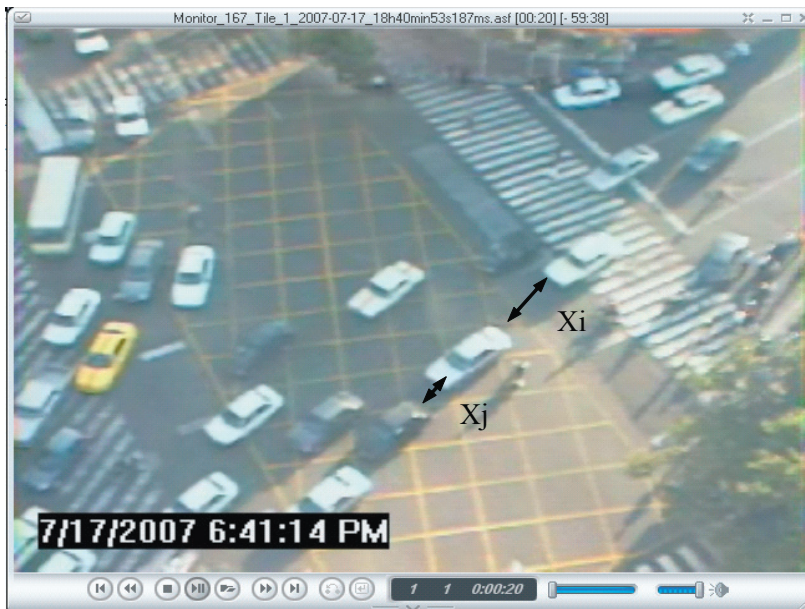 Monitor_167_Tile_1_2007-07-17_18h40min53s187ms.asf [00:20] [- 59:38]
Xi
Xj
7/17/2007 6:41:14 PM
1 1 0:00:20